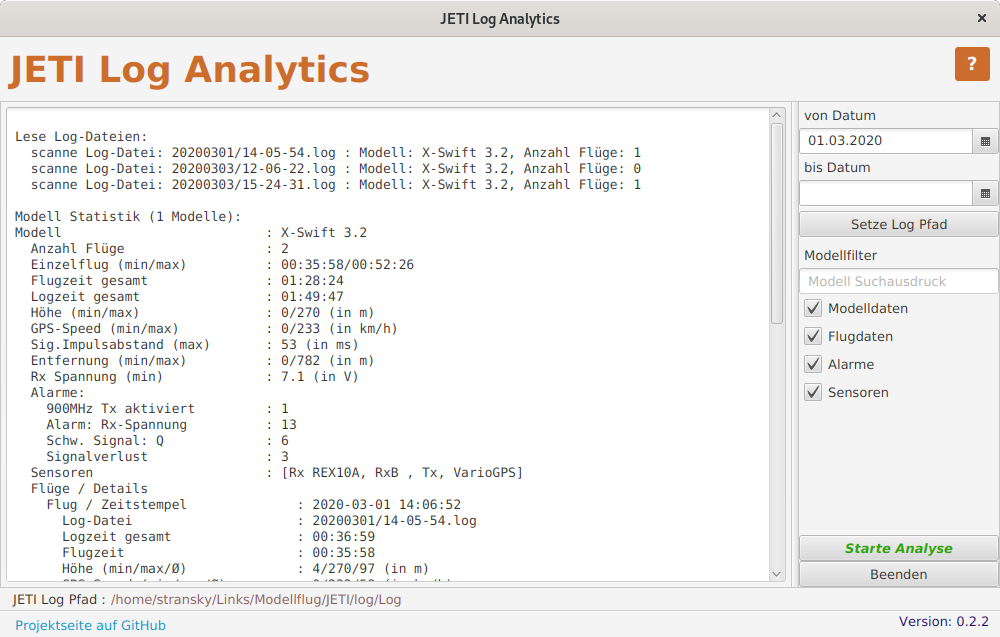 JETI Log Analytics
JETI Log Analytics
?
Lese Log-Dateien:
scanne Log-Datei: 20200301/14-05-54.log : Modell: X-Swift 3.2, Anzahl Flüge: 1
scanne Log-Datei: 20200303/12-06-22.log : Modell: X-Swift 3.2, Anzahl Flüge: 0
scanne Log-Datei: 20200303/15-24-31.log : Modell: X-Swift 3.2, Anzahl Flüge: 1
Modell Statistik (1 Modelle):
Modell : X-Swift 3.2
Anzahl Flüge : 2
Einzelflug (min/max) : 00:35:58/00:52:26
Flugzeit gesamt : 01:28:24
Logzeit gesamt : 01:49:47
Höhe (min/max) : 0/270 (in m)
GPS-Speed (min/max) : 0/233 (in km/h)
Sig.Impulsabstand (max) : 53 (in ms)
Entfernung (min/max) : 0/782 (in m)
Rx Spannung (min) : 7.1 (in V)
Alarme:
900MHz Tx aktiviert : 1
Alarm: Rx-Spannung : 13
Schw. Signal: Q : 6
Signalverlust : 3
Sensoren : [Rx REX10A, RxB , Tx, VarioGPS]
Flüge / Details
Flug / Zeitstempel : 2020-03-01 14:06:52
Log-Datei : 20200301/14-05-54.log
Logzeit gesamt : 00:36:59
Flugzeit : 00:35:58
Höhe (min/max/Ø) : 4/270/97 (in m)
von Datum
01.03.2020
bis Datum
Setze Log Pfad
Modellfilter
Modell Suchausdruck
Modelldaten
Flugdaten
Alarme
Sensoren
Starte Analyse
Beenden
JETI Log Pfad : /home/stransky/Links/Modellflug/JETI/log/Log
Projektseite auf GitHub
Version: 0.2.2